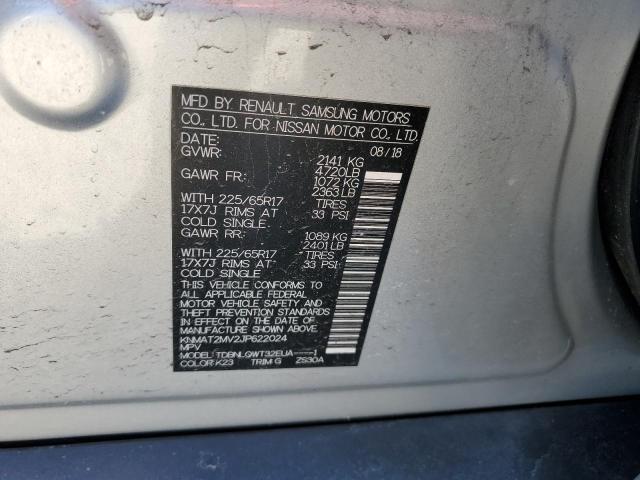 MFD BY RENAULT SAMSUNG MOTORS
CO., LTD. FOR NISSAN MOTOR CO., LTD.
DATE: 08/18
GVWR: 2141 KG
4720LB
GAWR FR: 1072 KG
2363 LB
WITH 225/65R17 TIRES
17X7J RIMS AT 33 PSI
COLD SINGLE
GAWR RR: 1089 KG
2401 LB
WITH 225/65R17 TIRES
17X7J RIMS AT 33 PSI
COLD SINGLE
THIS VEHICLE CONFORMS TO
ALL APPLICABLE FEDERAL
MOTOR VEHICLE SAFETY AND
THEFT PREVENTION STANDARDS
IN EFFECT ON THE DATE OF
MANUFACTURE SHOWN ABOVE.
KNMAT2MV2JP622024
MPV
MODEL: TDBNLQWT32EUA-----1
COLOR: K23 TRIM: G ZS30A